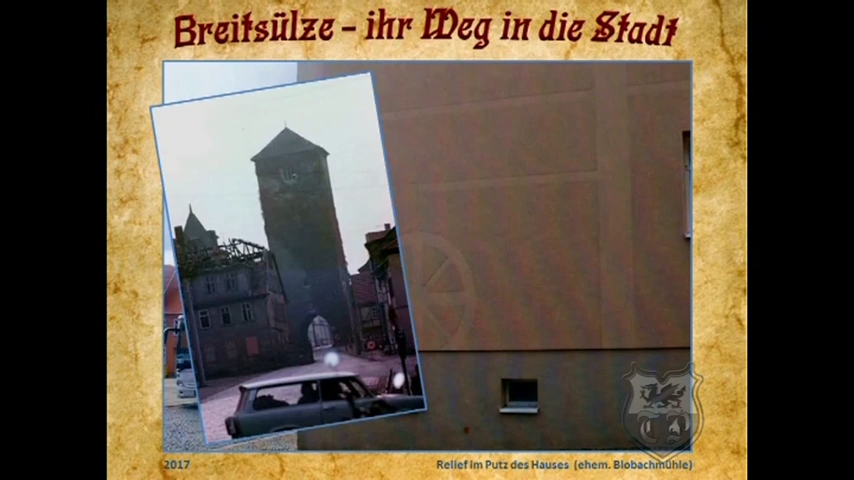 Breitsülze – ihr Weg in die Stadt
2017
Relief im Putz des Hauses (ehem. Blobachmühle)